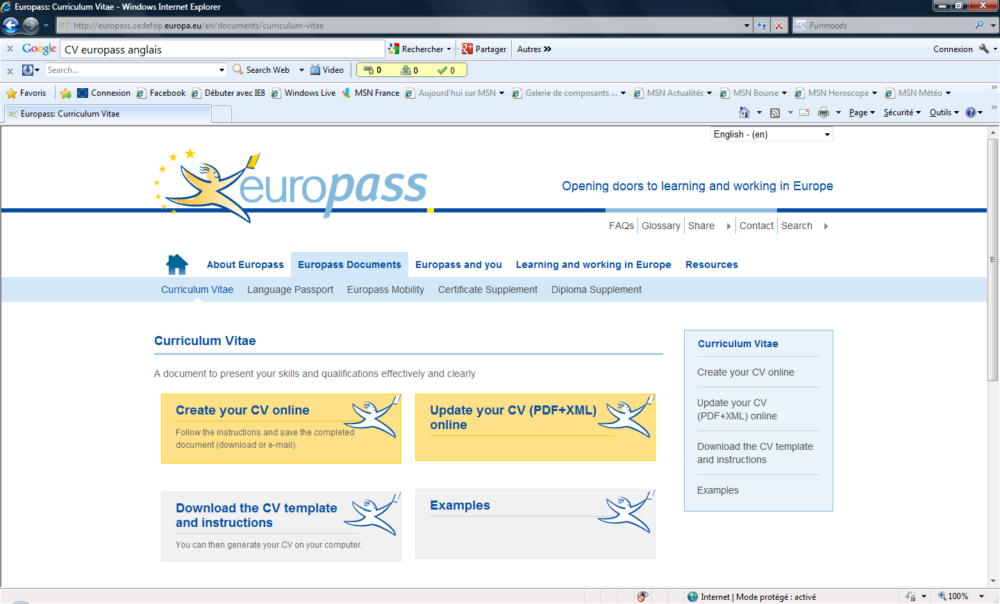 Europass: Curriculum Vitae - Windows Internet Explorer
http://europass.cedefop.europa.eu/en/documents/curriculum-vitae
Funmoods
x Google CV europass anglais Rechercher Partager Autres Connexion
x Search... Search Web Video 0 0 0
Favoris Connexion Facebook Débuter avec IE8 Windows Live MSN France Aujourd'hui sur MSN Galerie de composants ... MSN Actualités MSN Bourse MSN Horoscope MSN Météo
Europass: Curriculum Vitae
Page Sécurité Outils
English - (en)
europass
Opening doors to learning and working in Europe
FAQs Glossary Share Contact Search
About Europass Europass Documents Europass and you Learning and working in Europe Resources
Curriculum Vitae Language Passport Europass Mobility Certificate Supplement Diploma Supplement
Curriculum Vitae
A document to present your skills and qualifications effectively and clearly
Create your CV online
Follow the instructions and save the completed
document (download or e-mail).
Update your CV (PDF+XML)
online
Download the CV template
and instructions
You can then generate your CV on your computer.
Examples
Curriculum Vitae
Create your CV online
Update your CV
(PDF+XML) online
Download the CV template
and instructions
Examples
Internet | Mode protégé : activé
100%